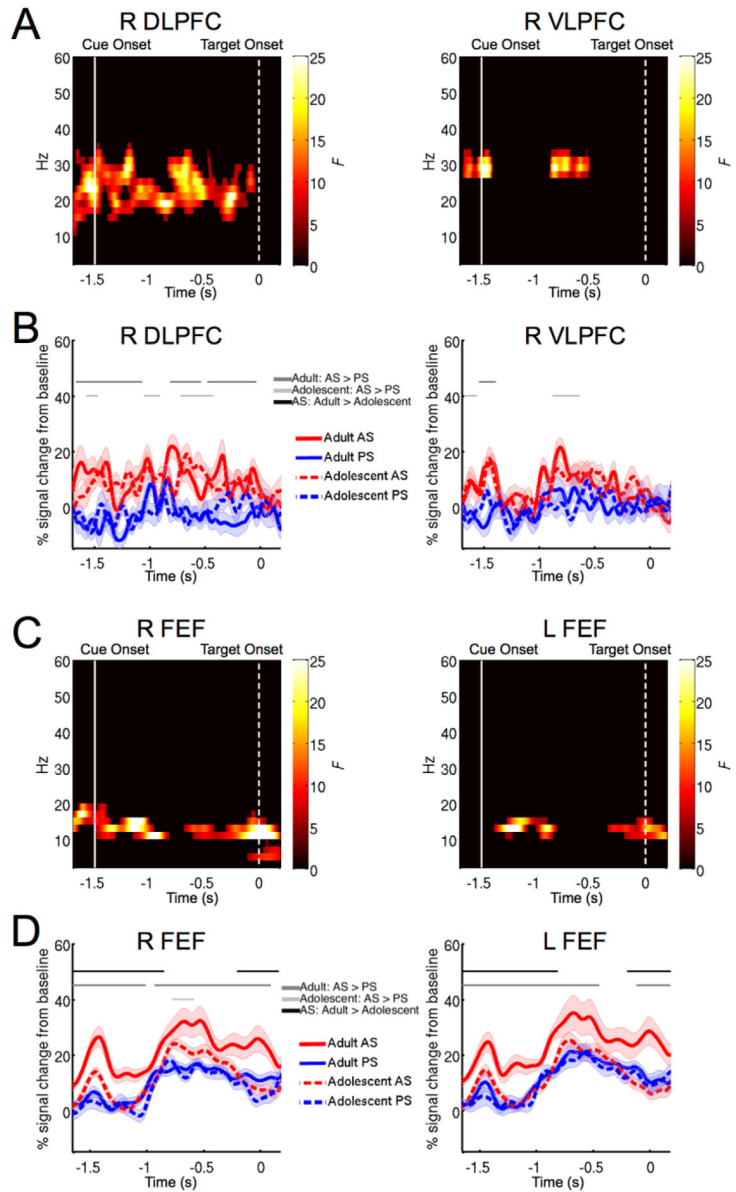 A
R DLPFC
R VLPFC
Cue Onset
Target Onset
Cue Onset
Target Onset
60
50
40
30
20
10
Hz
-1.5
-1
-0.5
0
Time (s)
25
20
15
10
5
0
F
60
50
40
30
20
10
Hz
-1.5
-1
-0.5
0
Time (s)
25
20
15
10
5
0
F
B
R DLPFC
R VLPFC
60
40
20
0
% signal change from baseline
-1.5
-1
-0.5
0
Time (s)
Adult: AS > PS
Adolescent: AS > PS
AS: Adult > Adolescent
Adult AS
Adult PS
Adolescent AS
Adolescent PS
60
40
20
0
% signal change from baseline
-1.5
-1
-0.5
0
Time (s)
C
R FEF
L FEF
Cue Onset
Target Onset
Cue Onset
Target Onset
60
50
40
30
20
10
Hz
-1.5
-1
-0.5
0
Time (s)
25
20
15
10
5
0
F
60
50
40
30
20
10
Hz
-1.5
-1
-0.5
0
Time (s)
25
20
15
10
5
0
F
D
R FEF
L FEF
60
40
20
0
% signal change from baseline
-1.5
-1
-0.5
0
Time (s)
Adult: AS > PS
Adolescent: AS > PS
AS: Adult > Adolescent
Adult AS
Adult PS
Adolescent AS
Adolescent PS
60
40
20
0
% signal change from baseline
-1.5
-1
-0.5
0
Time (s)